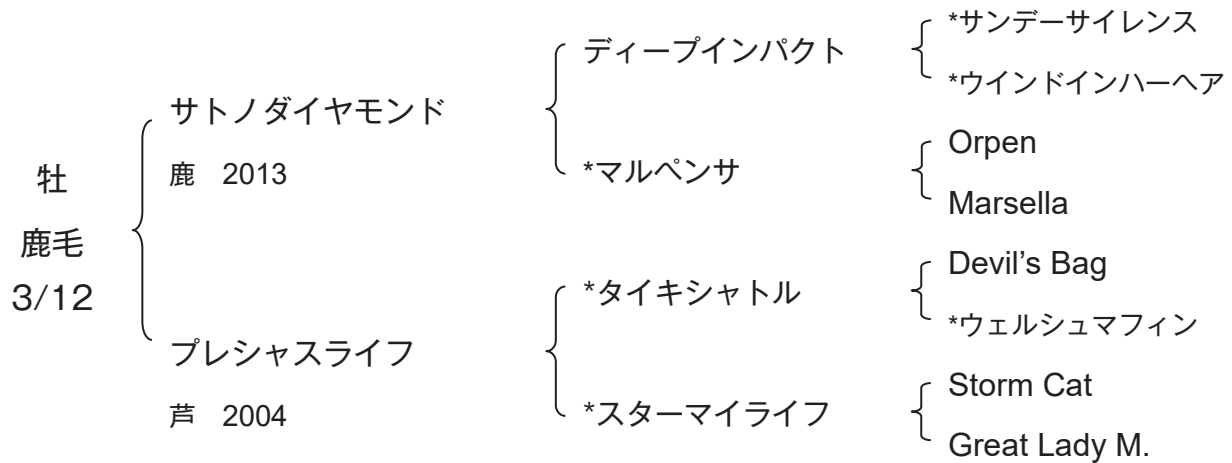 牡
鹿毛
3/12
サトノダイヤモンド
鹿 2013
プレシャスライフ
芦 2004
ディープインパクト
*マルペンサ
*タイキシャトル
*スターマイライフ
*サンデーサイレンス
*ウインドインハーヘア
Orpen
Marsella
Devil's Bag
*ウェルシュマフィン
Storm Cat
Great Lady M.